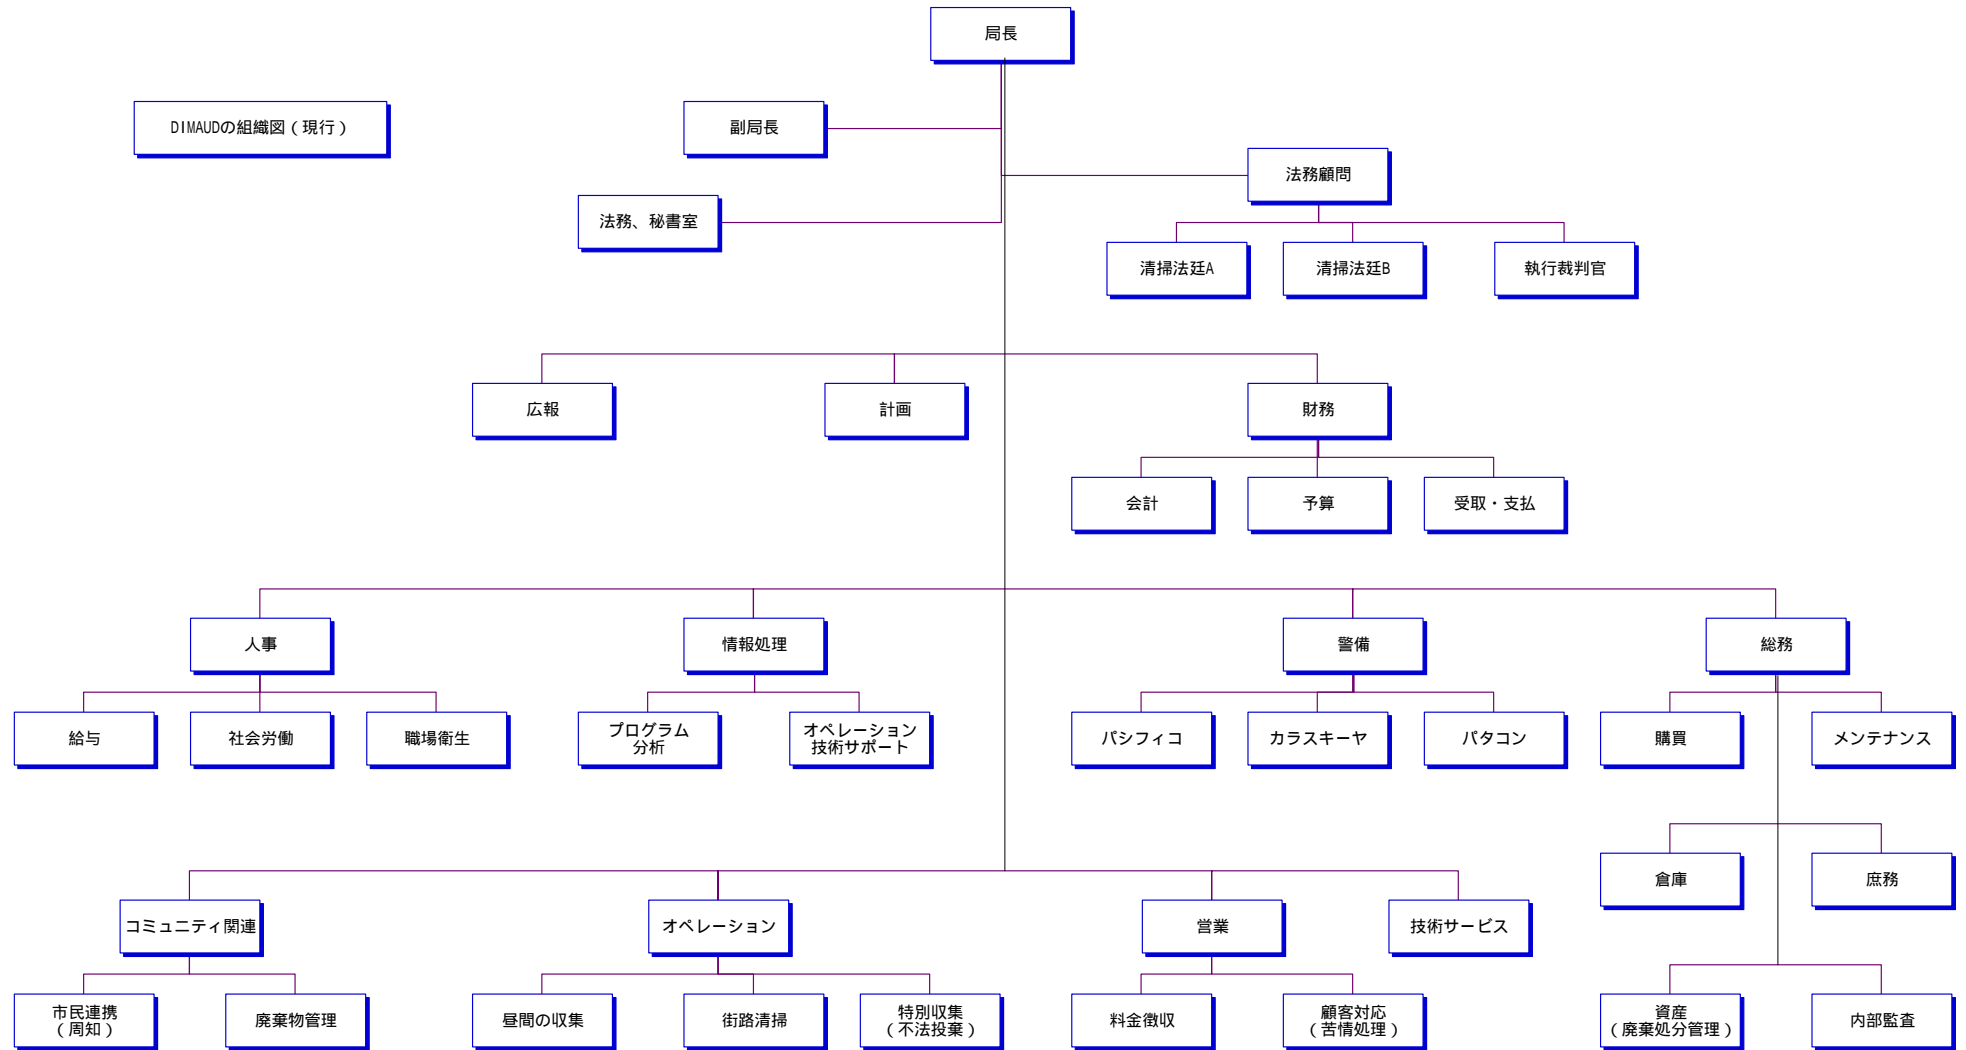 局長
DIMAUDの組織図（現行）
副局長
法務顧問
法務、秘書室
清掃法廷A
清掃法廷B
執行裁判官
広報
計画
財務
会計
予算
受取・支払
人事
情報処理
警備
総務
給与
社会労働
職場衛生
プログラム
分析
オペレーション
技術サポート
パシフィコ
カラスキーヤ
パタコン
購買
メンテナンス
倉庫
庶務
コミュニティ関連
オペレーション
営業
技術サービス
市民連携
（周知）
廃棄物管理
昼間の収集
街路清掃
特別収集
（不法投棄）
料金徴収
顧客対応
（苦情処理）
資産
（廃棄処分管理）
内部監査